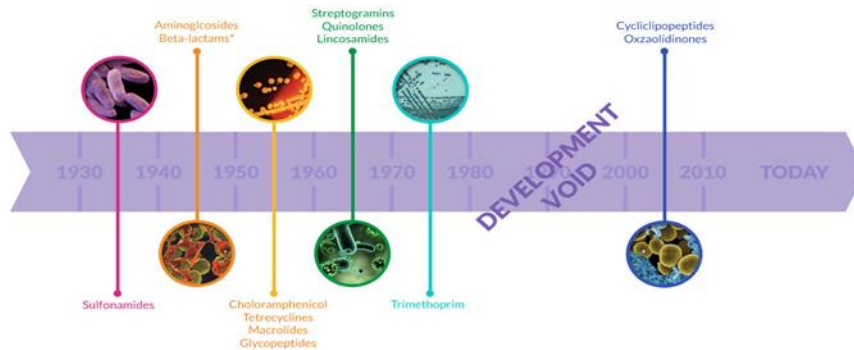 Aminoglcosides
Beta-lactams*
Streptogramins
Quinolones
Lincosamides
Cycliclipopeptides
Oxzaolidinones
1930 1940 1950 1960 1970 1980 1990 2000 2010 TODAY
DEVELOPMENT
VOID
Sulfonamides
Choloramphenicol
Tetrecyclines
Macrolides
Glycopeptides
Trimethoprim